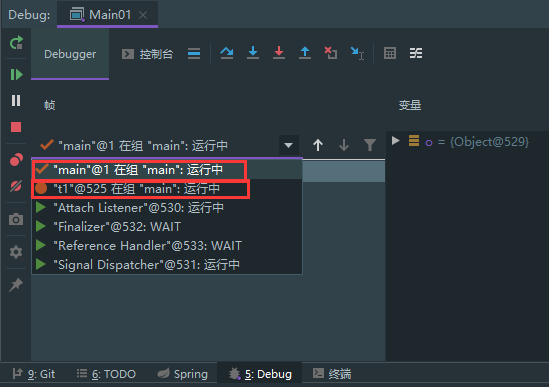 Debug: Main01
Debugger 控制台
帧 变量
"main"@1 在组 "main": 运行中
o = {Object@529}
"main"@1 在组 "main": 运行中
"t1"@525 在组 "main": 运行中
"Attach Listener"@530: 运行中
"Finalizer"@532: WAIT
"Reference Handler"@533: WAIT
"Signal Dispatcher"@531: 运行中
9: Git 6: TODO Spring 5: Debug 终端